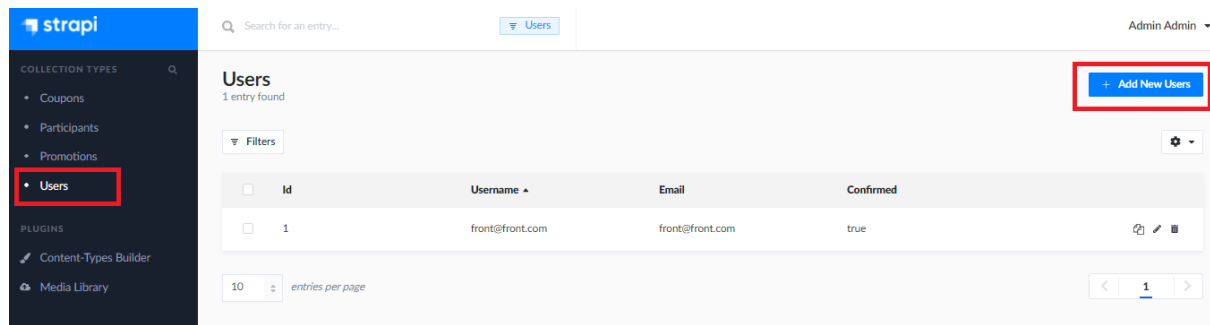 strapi
Search for an entry...
Users
Admin Admin
COLLECTION TYPES
Coupons
Participants
Promotions
Users
PLUGINS
Content-Types Builder
Media Library
Users
1 entry found
+ Add New Users
Filters
Id Username Email Confirmed
1 front@front.com front@front.com true
10 entries per page
1